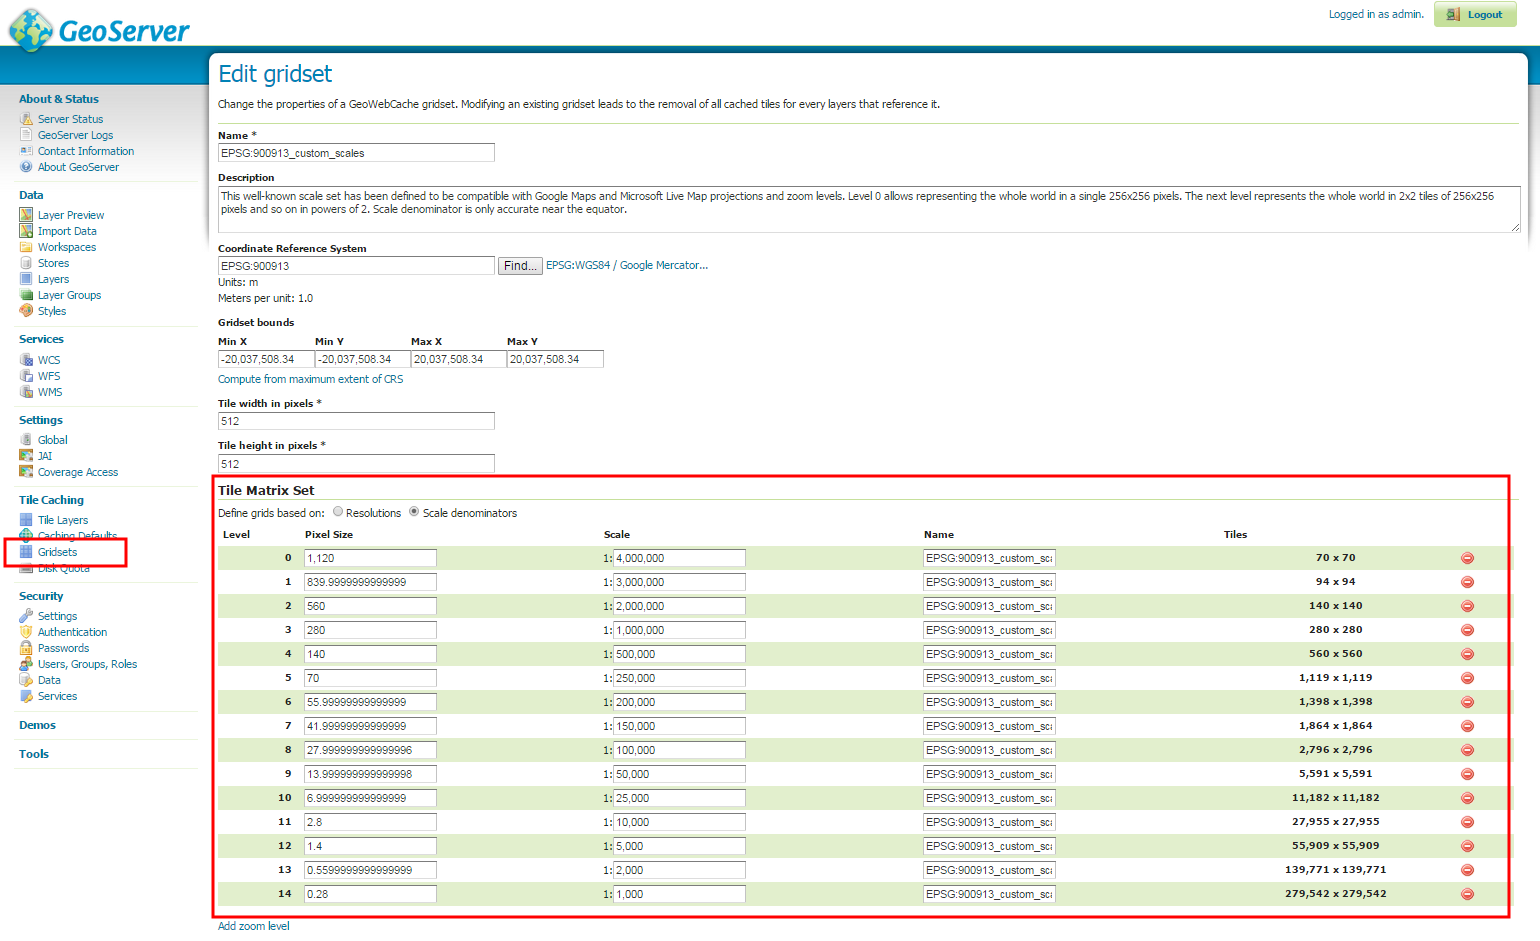 GeoServer
Logged in as admin.
Logout
About & Status
Server Status
GeoServer Logs
Contact Information
About GeoServer
Data
Layer Preview
Import Data
Workspaces
Stores
Layers
Layer Groups
Styles
Services
WCS
WFS
WMS
Settings
Global
JAI
Coverage Access
Tile Caching
Tile Layers
Caching Defaults
Gridsets
Disk Quota
Security
Settings
Authentication
Passwords
Users, Groups, Roles
Data
Services
Demos
Tools
Edit gridset
Change the properties of a GeoWebCache gridset. Modifying an existing gridset leads to the removal of all cached tiles for every layers that reference it.
Name *
EPSG:900913_custom_scales
Description
This well-known scale set has been defined to be compatible with Google Maps and Microsoft Live Map projections and zoom levels. Level 0 allows representing the whole world in a single 256x256 pixels. The next level represents the whole world in 2x2 tiles of 256x256
pixels and so on in powers of 2. Scale denominator is only accurate near the equator.
Coordinate Reference System
EPSG:900913 Find... EPSG:WGS84 / Google Mercator...
Units: m
Meters per unit: 1.0
Gridset bounds
Min X Min Y Max X Max Y
-20,037,508.34 -20,037,508.34 20,037,508.34 20,037,508.34
Compute from maximum extent of CRS
Tile width in pixels *
512
Tile height in pixels *
512
Tile Matrix Set
Define grids based on: Resolutions Scale denominators
Level Pixel Size Scale Name Tiles
0 1,120 1: 4,000,000 EPSG:900913_custom_sca 70 x 70
1 839.9999999999999 1: 3,000,000 EPSG:900913_custom_sca 94 x 94
2 560 1: 2,000,000 EPSG:900913_custom_sca 140 x 140
3 280 1: 1,000,000 EPSG:900913_custom_sca 280 x 280
4 140 1: 500,000 EPSG:900913_custom_sca 560 x 560
5 70 1: 250,000 EPSG:900913_custom_sca 1,119 x 1,119
6 55.99999999999999 1: 200,000 EPSG:900913_custom_sca 1,398 x 1,398
7 41.99999999999999 1: 150,000 EPSG:900913_custom_sca 1,864 x 1,864
8 27.999999999999996 1: 100,000 EPSG:900913_custom_sca 2,796 x 2,796
9 13.999999999999998 1: 50,000 EPSG:900913_custom_sca 5,591 x 5,591
10 6.999999999999999 1: 25,000 EPSG:900913_custom_sca 11,182 x 11,182
11 2.8 1: 10,000 EPSG:900913_custom_sca 27,955 x 27,955
12 1.4 1: 5,000 EPSG:900913_custom_sca 55,909 x 55,909
13 0.5599999999999999 1: 2,000 EPSG:900913_custom_sca 139,771 x 139,771
14 0.28 1: 1,000 EPSG:900913_custom_sca 279,542 x 279,542
Add zoom level